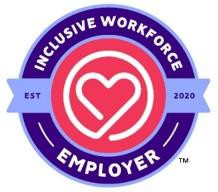 INCLUSIVE WORKFORCE
EST 2020
EMPLOYER
TM